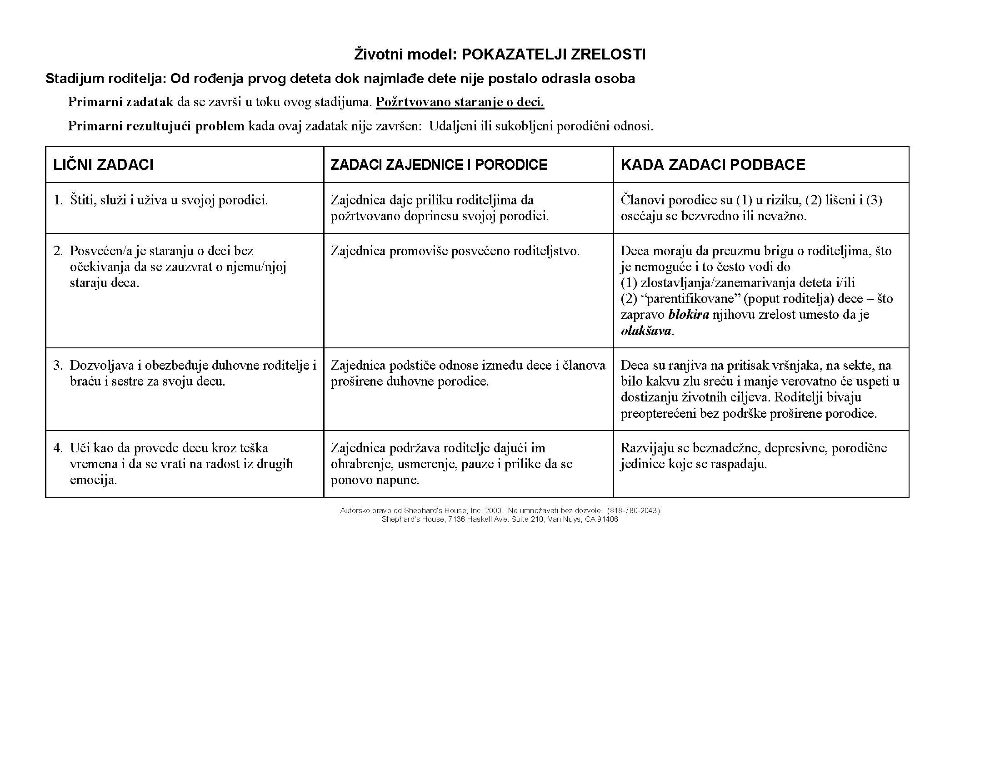 Životni model: POKAZATELJI ZRELOSTI
Stadijum roditelja: Od rođenja prvog deteta dok najmlađe dete nije postalo odrasla osoba
Primarni zadatak da se završi u toku ovog stadijuma. Požrtvovano staranje o deci.
Primarni rezultujući problem kada ovaj zadatak nije završen:  Udaljeni ili sukobljeni porodični odnosi.
LIČNI ZADACI
ZADACI ZAJEDNICE I PORODICE
KADA ZADACI PODBACE
1. Štiti, služi i uživa u svojoj porodici.
Zajednica daje priliku roditeljima da
požrtvovano doprinesu svojoj porodici.
Članovi porodice su (1) u riziku, (2) lišeni i (3)
osećaju se bezvredno ili nevažno.
2. Posvećen/a je staranju o deci bez
očekivanja da se zauzvrat o njemu/njoj
staraju deca.
Zajednica promoviše posvećeno roditeljstvo.
Deca moraju da preuzmu brigu o roditeljima, što
je nemoguće i to često vodi do
(1) zlostavljanja/zanemarivanja deteta i/ili
(2) “parentifikovane” (poput roditelja) dece – što
zapravo blokira njihovu zrelost umesto da je
olakšava.
3. Dozvoljava i obezbeđuje duhovne roditelje i
braću i sestre za svoju decu.
Zajednica podstiče odnose između dece i članova
proširene duhovne porodice.
Deca su ranjiva na pritisak vršnjaka, na sekte, na
bilo kakvu zlu sreću i manje verovatno će uspeti u
dostizanju životnih ciljeva. Roditelji bivaju
preopterećeni bez podrške proširene porodice.
4. Uči kao da provede decu kroz teška
vremena i da se vrati na radost iz drugih
emocija.
Zajednica podržava roditelje dajući im
ohrabrenje, usmerenje, pauze i prilike da se
ponovo napune.
Razvijaju se beznadežne, depresivne, porodične
jedinice koje se raspadaju.
Autorsko pravo od Shephard’s House, Inc. 2000.  Ne umnožavati bez dozvole.  (818-780-2043)
Shephard’s House, 7136 Haskell Ave. Suite 210, Van Nuys, CA 91406